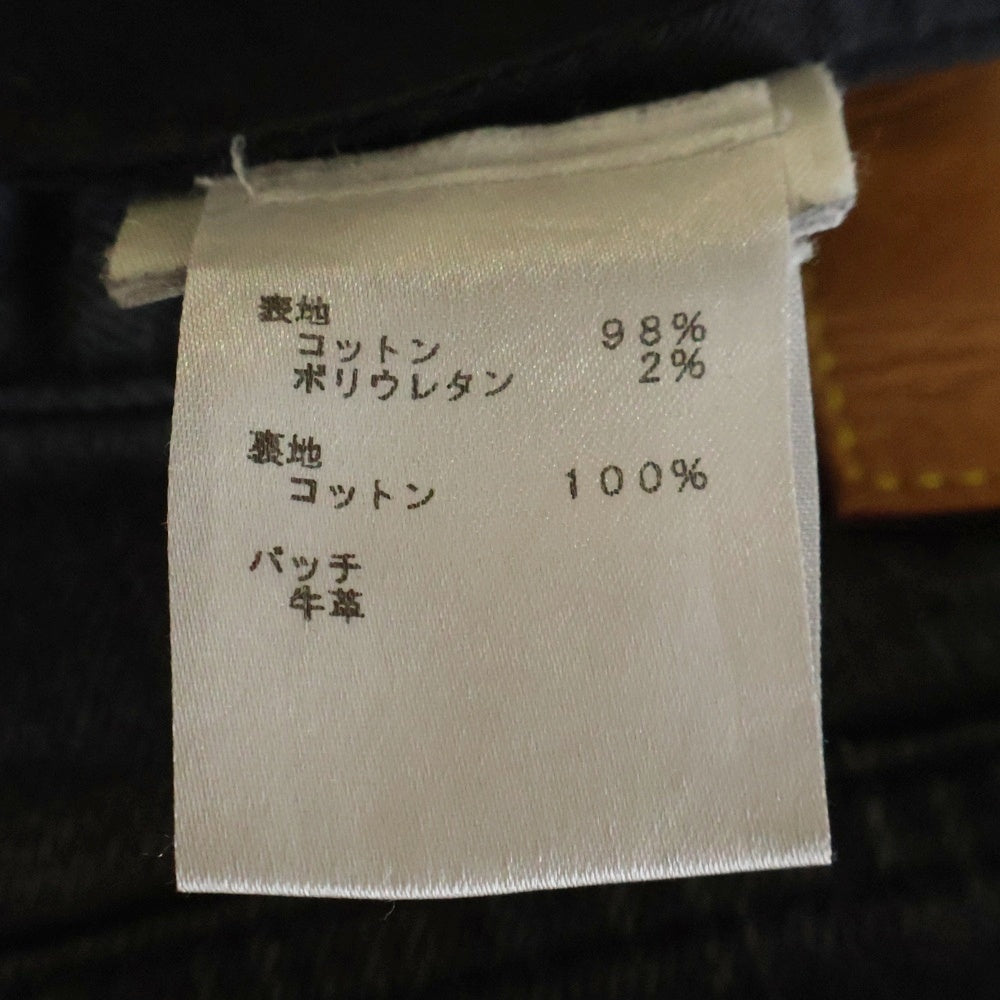 表地
コットン 98%
ポリウレタン 2%
裏地
コットン 100%
パッチ
牛革